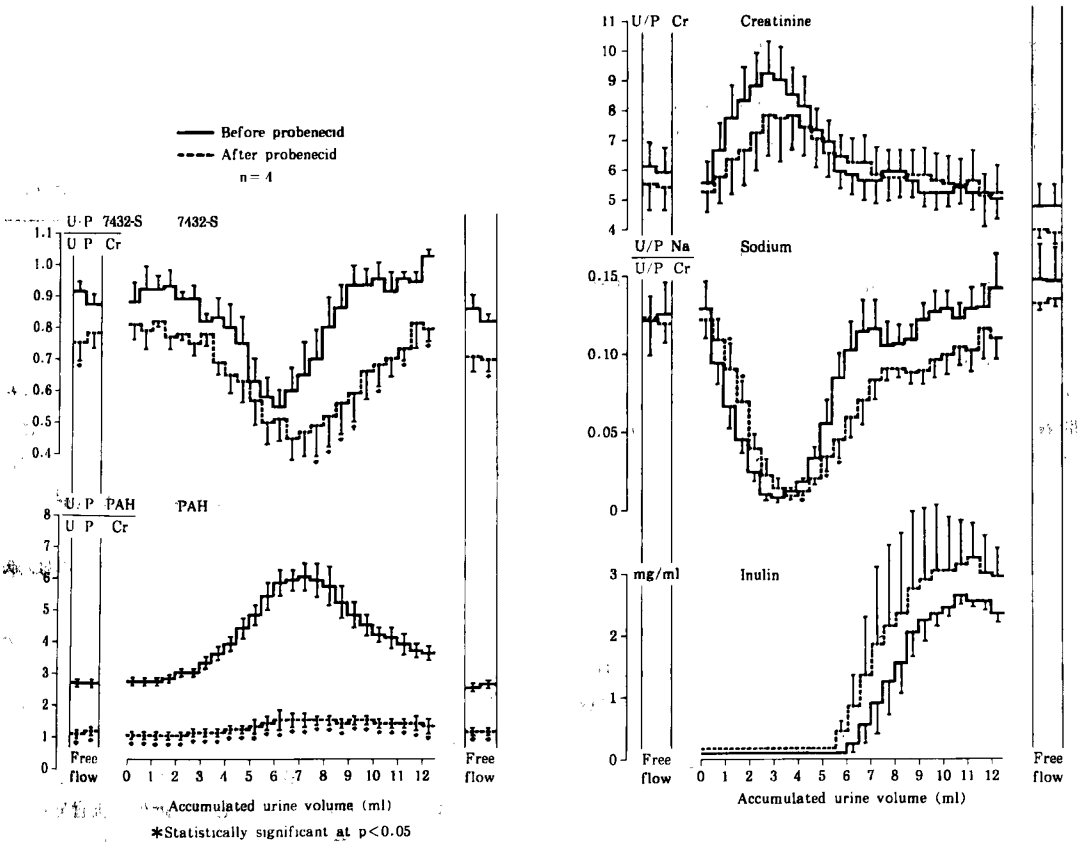 Before probenecid
After probenecid
n=4
U/P 7432-S
U/P Cr
7432-S
1.1
1.0
0.9
0.8
0.7
0.6
0.5
0.4
U/P PAH
U/P Cr
PAH
8
7
6
5
4
3
2
1
0
Free flow
0 1 2 3 4 5 6 7 8 9 10 11 12
Free flow
Accumulated urine volume (ml)
*Statistically significant at p<0.05
U/P Cr
Creatinine
11
10
9
8
7
6
5
4
U/P Na
U/P Cr
Sodium
0.15
0.10
0.05
0
mg/ml
Inulin
3
2
1
0
Free flow
0 1 2 3 4 5 6 7 8 9 10 11 12
Free flow
Accumulated urine volume (ml)